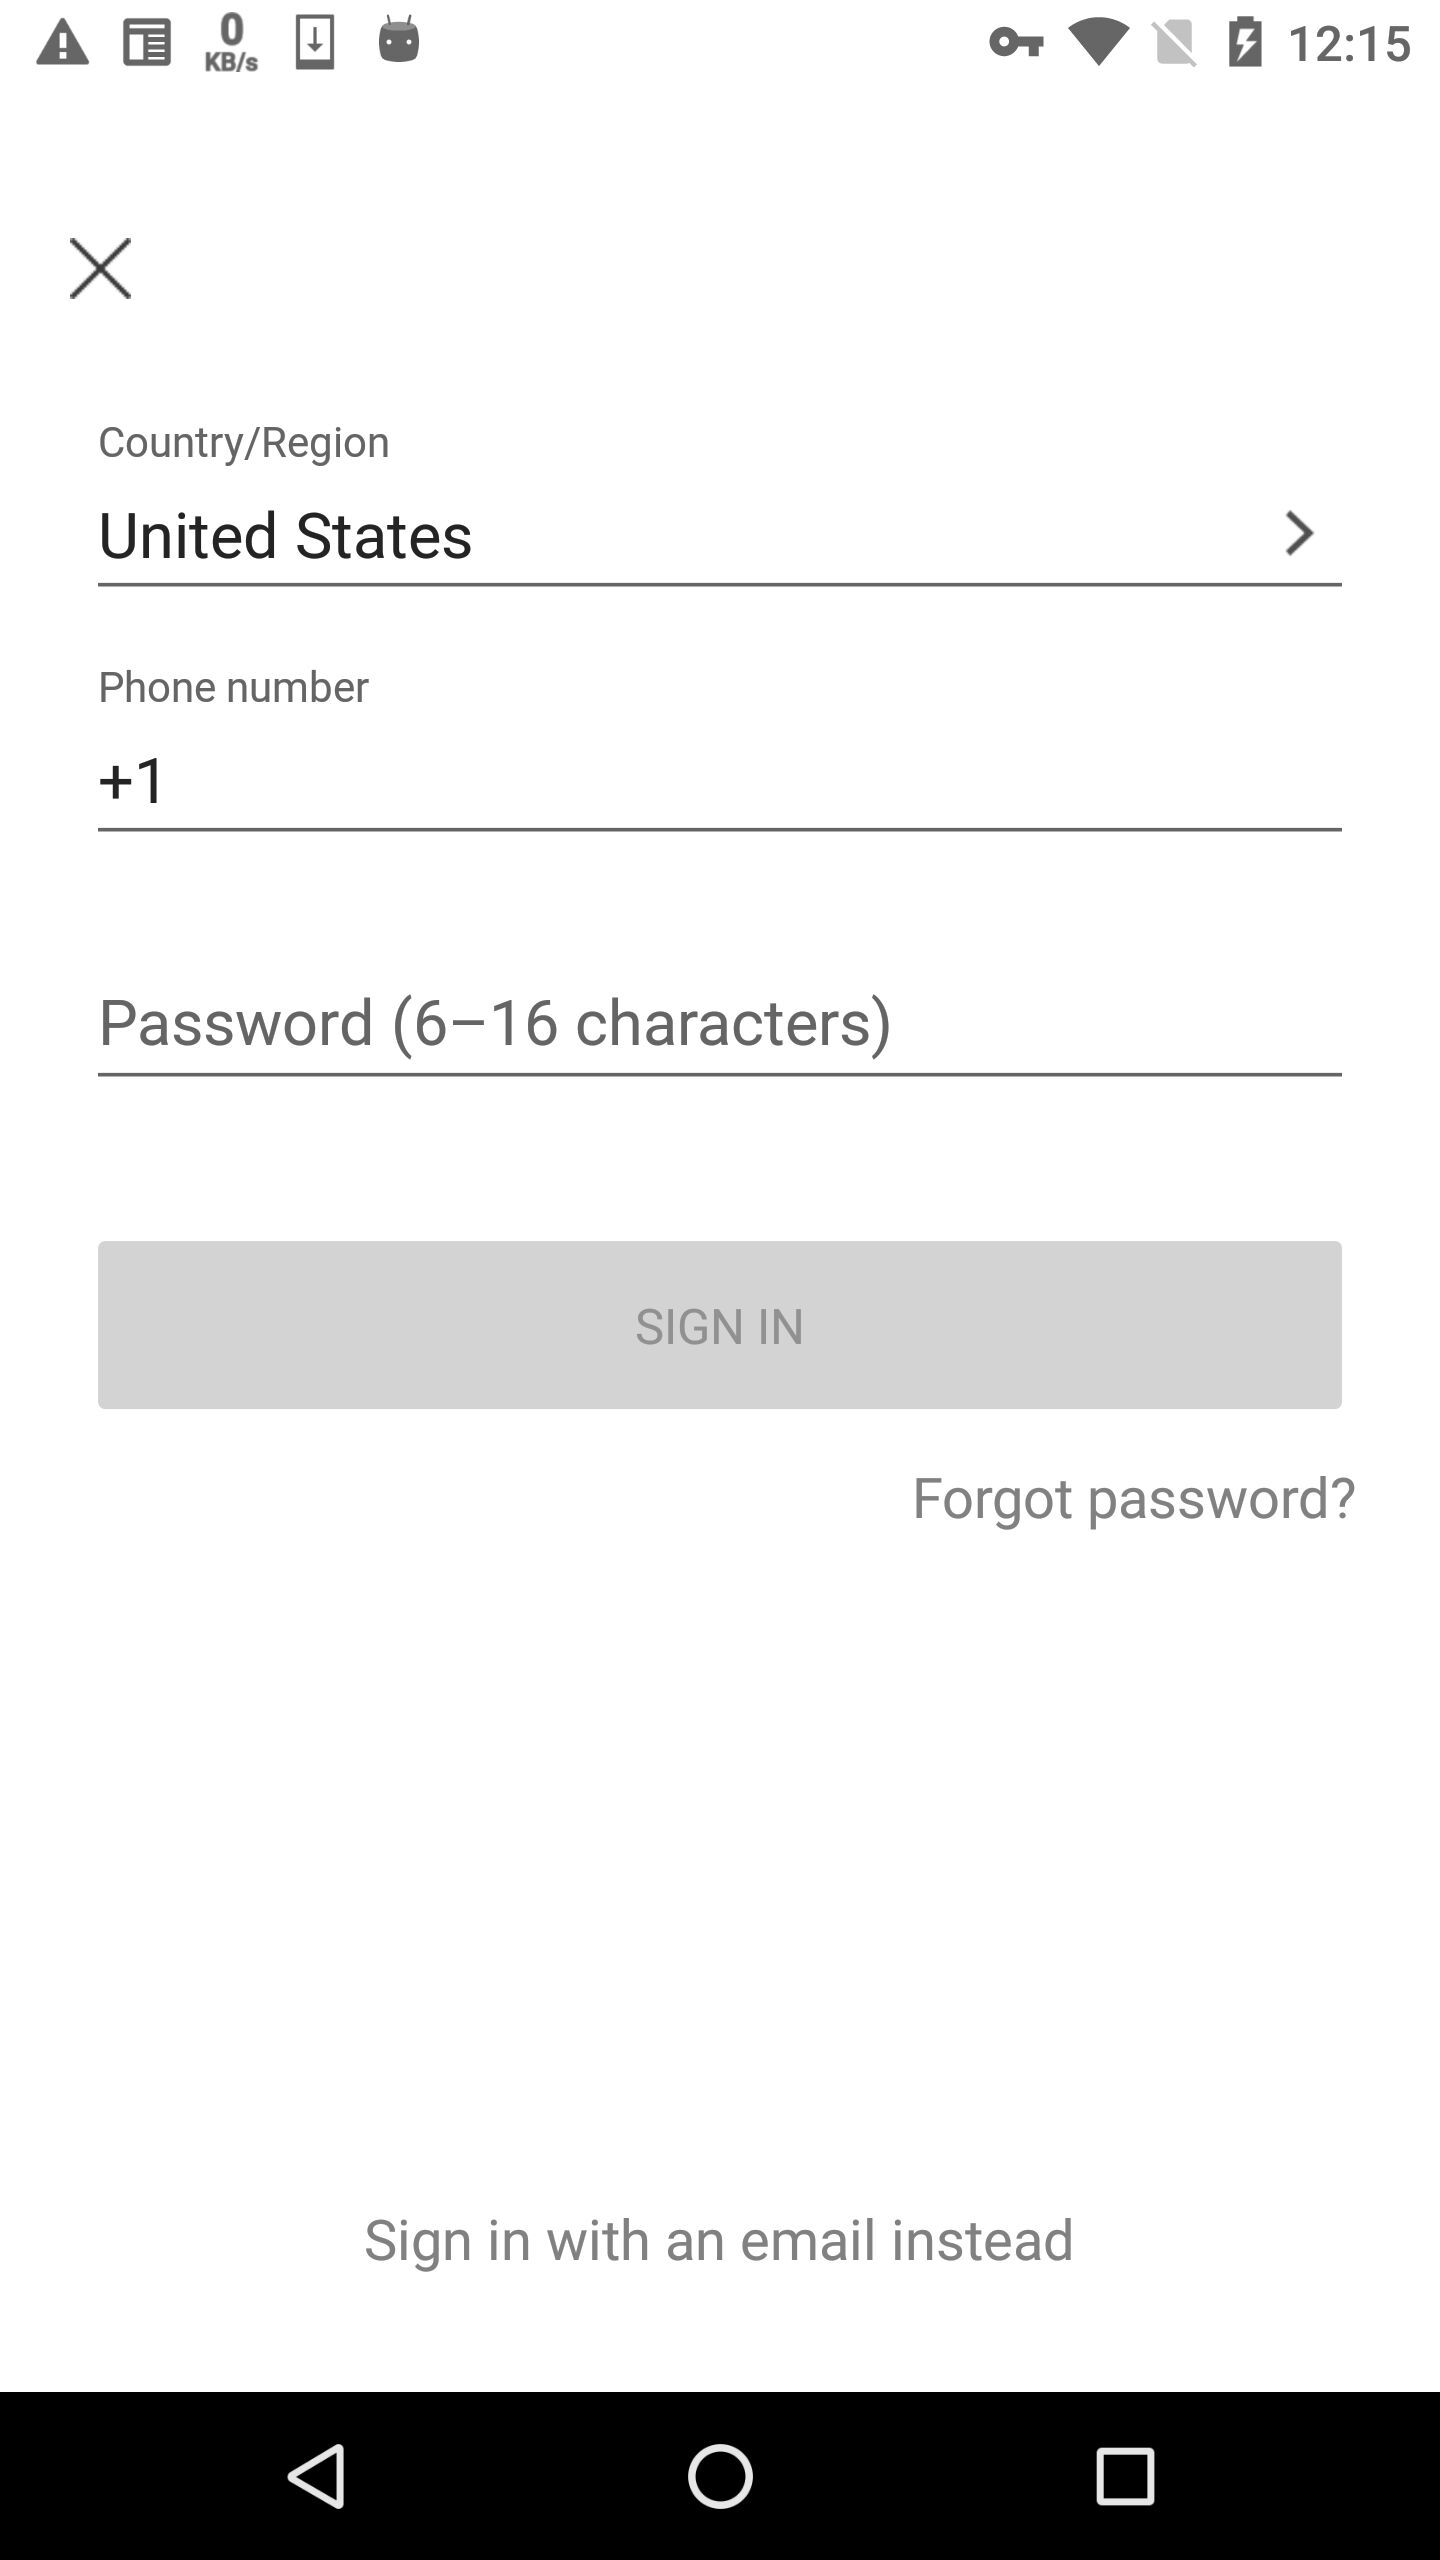 0
KB/s
12:15
Country/Region
United States
Phone number
+1
Password (6–16 characters)
SIGN IN
Forgot password?
Sign in with an email instead